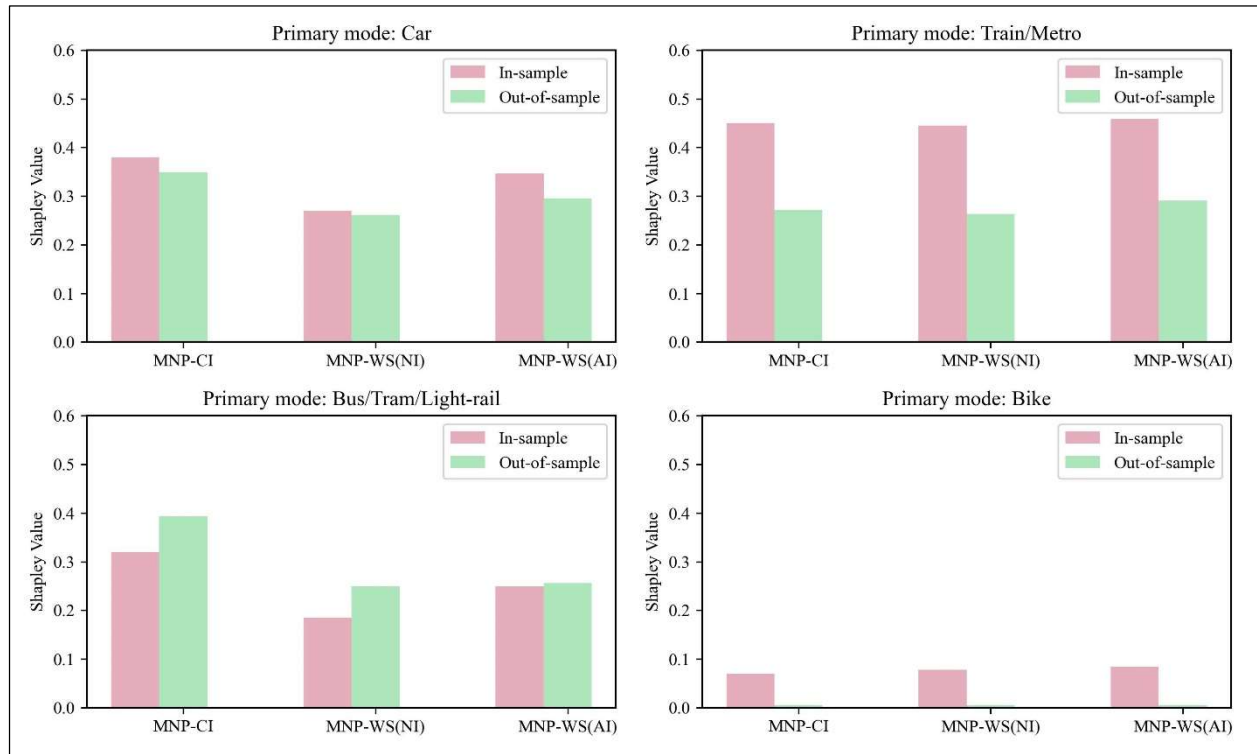 Primary mode: Car
0.6
0.5
0.4
0.3
0.2
0.1
0.0
Shapley Value
In-sample
Out-of-sample
MNP-CI
MNP-WS(NI)
MNP-WS(AI)
Primary mode: Train/Metro
0.6
0.5
0.4
0.3
0.2
0.1
0.0
Shapley Value
In-sample
Out-of-sample
MNP-CI
MNP-WS(NI)
MNP-WS(AI)
Primary mode: Bus/Tram/Light-rail
0.6
0.5
0.4
0.3
0.2
0.1
0.0
Shapley Value
In-sample
Out-of-sample
MNP-CI
MNP-WS(NI)
MNP-WS(AI)
Primary mode: Bike
0.6
0.5
0.4
0.3
0.2
0.1
0.0
Shapley Value
In-sample
Out-of-sample
MNP-CI
MNP-WS(NI)
MNP-WS(AI)